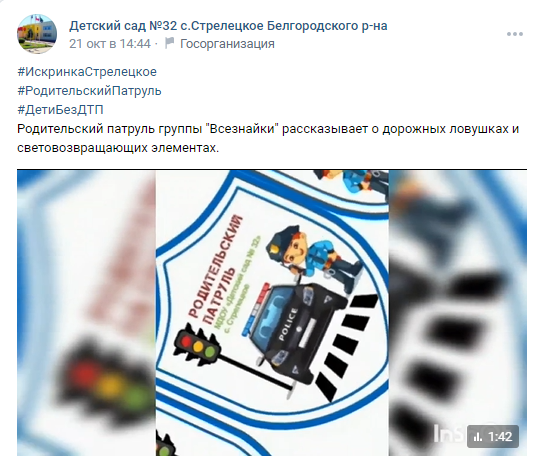 Детский сад №32 с.Стрелецкое Белгородского р-на
21 окт в 14:44 · Госорганизация
#ИскринкаСтрелецкое
#РодительскийПатруль
#ДетиБезДТП
Родительский патруль группы "Всезнайки" рассказывает о дорожных ловушках и
световозвращающих элементах.
РОДИТЕЛЬСКИЙ
ПАТРУЛЬ
МДОУ «Детский сад № 32»
с. Стрелецкое
POLICE
1:42